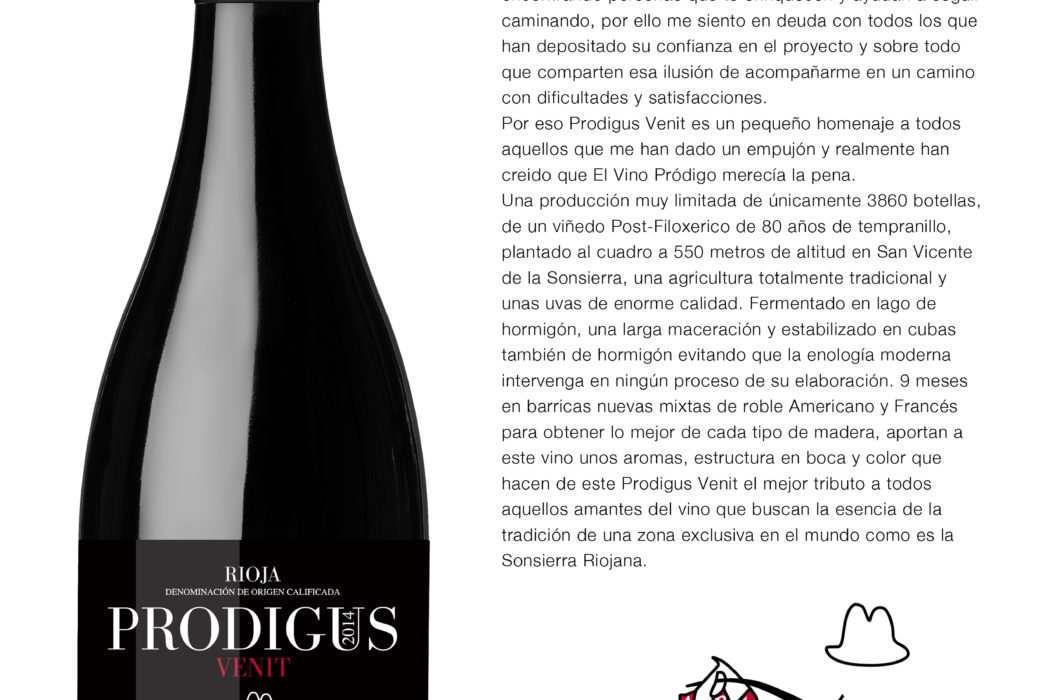 caminando, por ello me siento en deuda con todos los que
han depositado su confianza en el proyecto y sobre todo
que comparten esa ilusión de acompañarme en un camino
con dificultades y satisfacciones.
Por eso Prodigus Venit es un pequeño homenaje a todos
aquellos que me han dado un empujón y realmente han
creido que El Vino Pródigo merecía la pena.
Una producción muy limitada de únicamente 3860 botellas,
de un viñedo Post-Filoxerico de 80 años de tempranillo,
plantado al cuadro a 550 metros de altitud en San Vicente
de la Sonsierra, una agricultura totalmente tradicional y
unas uvas de enorme calidad. Fermentado en lago de
hormigón, una larga maceración y estabilizado en cubas
también de hormigón evitando que la enología moderna
intervenga en ningún proceso de su elaboración. 9 meses
en barricas nuevas mixtas de roble Americano y Francés
para obtener lo mejor de cada tipo de madera, aportan a
este vino unos aromas, estructura en boca y color que
hacen de este Prodigus Venit el mejor tributo a todos
aquellos amantes del vino que buscan la esencia de la
tradición de una zona exclusiva en el mundo como es la
Sonsierra Riojana.
RIOJA
DENOMINACIÓN DE ORIGEN CALIFICADA
PRODIGUS
2014
VENIT